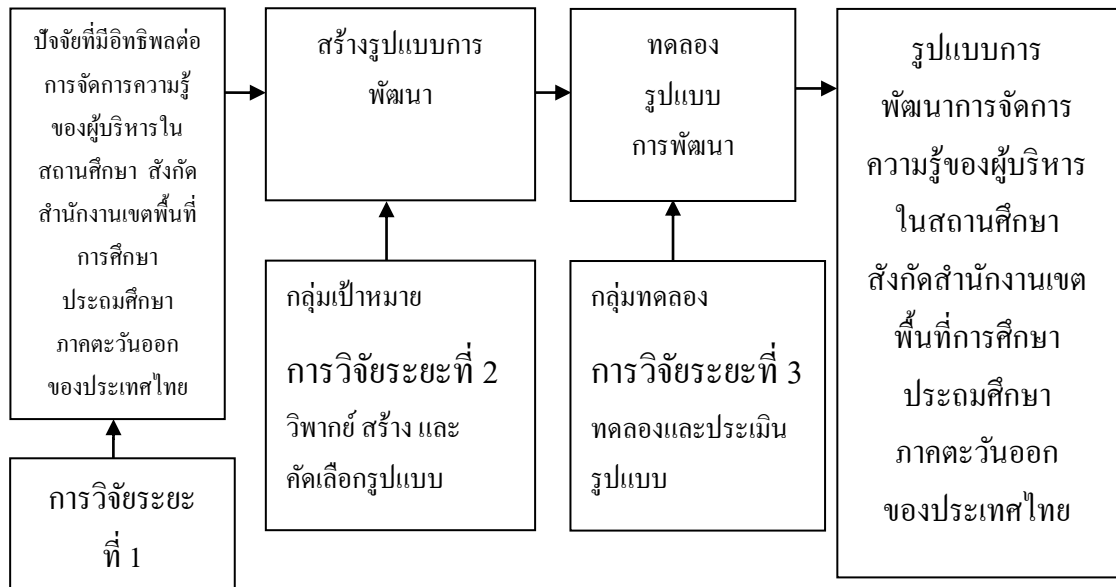 ปัจจัยที่มีอิทธิพลต่อ
การจัดการความรู้
ของผู้บริหารใน
สถานศึกษา สังกัด
สำนักงานเขตพื้นที่
การศึกษา
ประถมศึกษา
ภาคตะวันออก
ของประเทศไทย
การวิจัยระยะ
ที่ 1
สร้างรูปแบบการ
พัฒนา
กลุ่มเป้าหมาย
การวิจัยระยะที่ 2
วิพากย์ สร้าง และ
คัดเลือกรูปแบบ
ทดลอง
รูปแบบ
การพัฒนา
กลุ่มทดลอง
การวิจัยระยะที่ 3
ทดลองและประเมิน
รูปแบบ
รูปแบบการ
พัฒนาการจัดการ
ความรู้ของผู้บริหาร
ในสถานศึกษา
สังกัดสำนักงานเขต
พื้นที่การศึกษา
ประถมศึกษา
ภาคตะวันออก
ของประเทศไทย